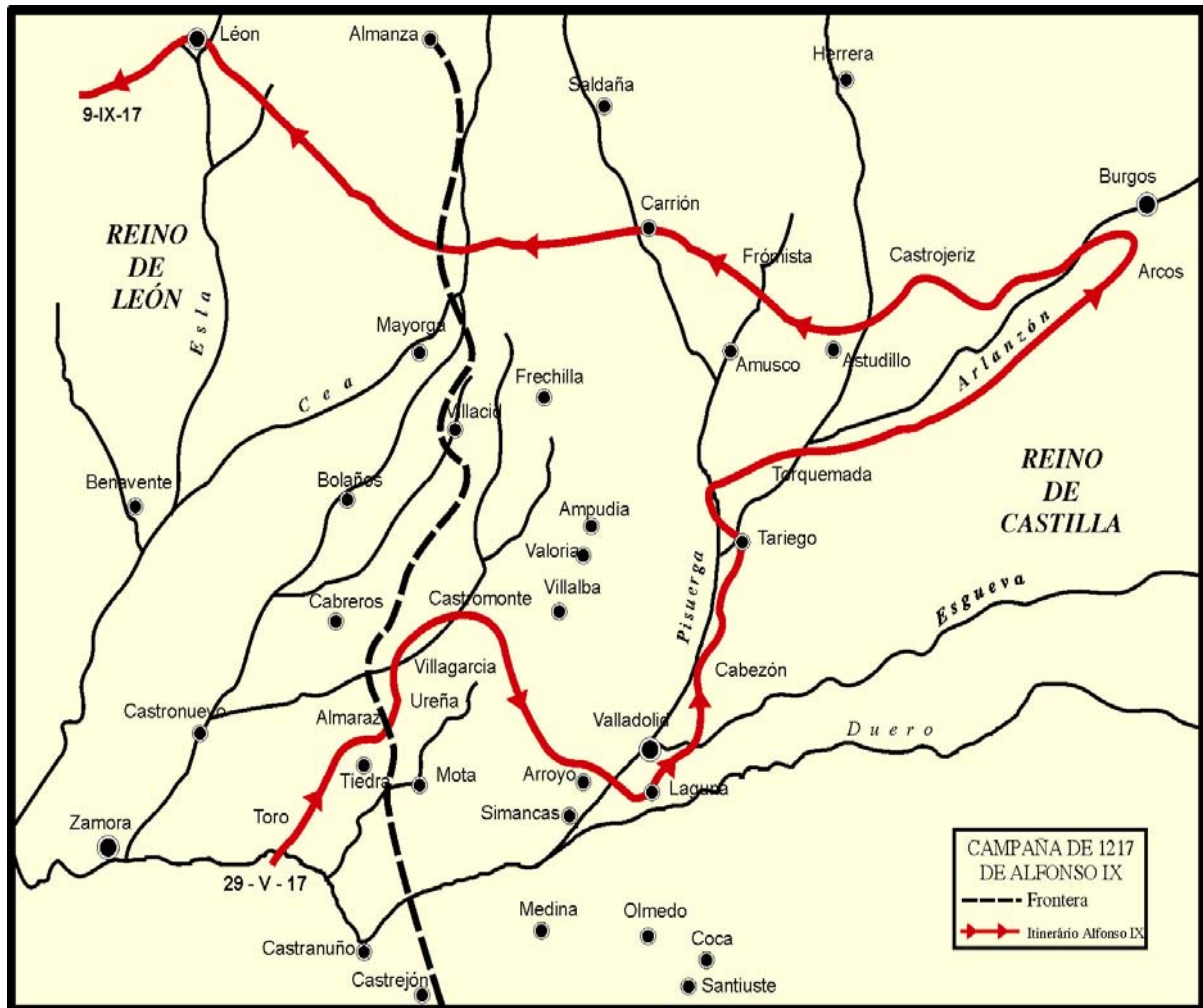 Léon
Almanza
Herrera
Saldaña
9-IX-17
Burgos
Carrión
REINO
DE
LEÓN
Frómista
Castrojeriz
Arcos
Esla
Mayorga
Arlanzón
Amusco
Astudillo
Cea
Frechilla
Villacid
REINO
DE
CASTILLA
Torquemada
Benavente
Bolaños
Ampudia
Tariego
Valoria
Pisuerga
Villalba
Esgueva
Cabreros
Castromonte
Villagarcia
Cabezón
Ureña
Castronuevo
Almaraz
Valladolid
Duero
Tiedra
Mota
Arroyo
Laguna
Toro
Simancas
Zamora
29 - V - 17
CAMPAÑA DE 1217
DE ALFONSO IX
Frontera
Itinerário Alfonso IX
Medina
Olmedo
Coca
Castranuño
Castrejón
Santiuste